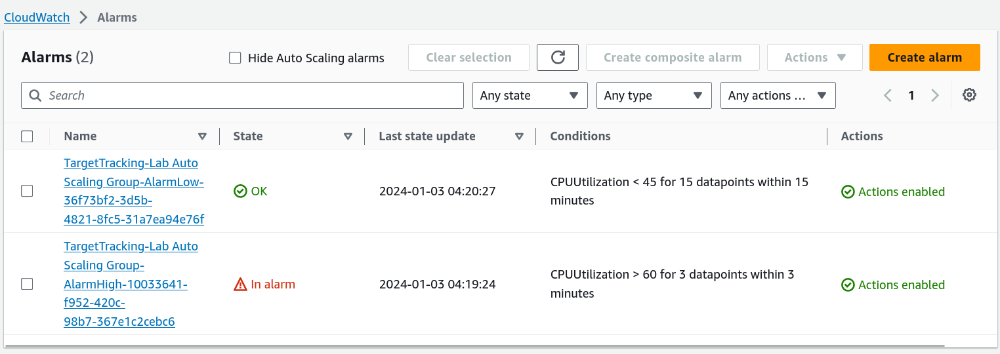 CloudWatch Alarms
Alarms (2)
Hide Auto Scaling alarms
Clear selection
Create composite alarm
Actions
Create alarm
Search
Any state
Any type
Any actions ...
1
Name
State
Last state update
Conditions
Actions
TargetTracking-Lab Auto
Scaling Group-AlarmLow-
36f73bf2-3d5b-
4821-8fc5-31a7ea94e76f
OK
2024-01-03 04:20:27
CPUUtilization < 45 for 15 datapoints within 15
minutes
Actions enabled
TargetTracking-Lab Auto
Scaling Group-
AlarmHigh-10033641-
f952-420c-
98b7-367e1c2cebc6
In alarm
2024-01-03 04:19:24
CPUUtilization > 60 for 3 datapoints within 3
minutes
Actions enabled